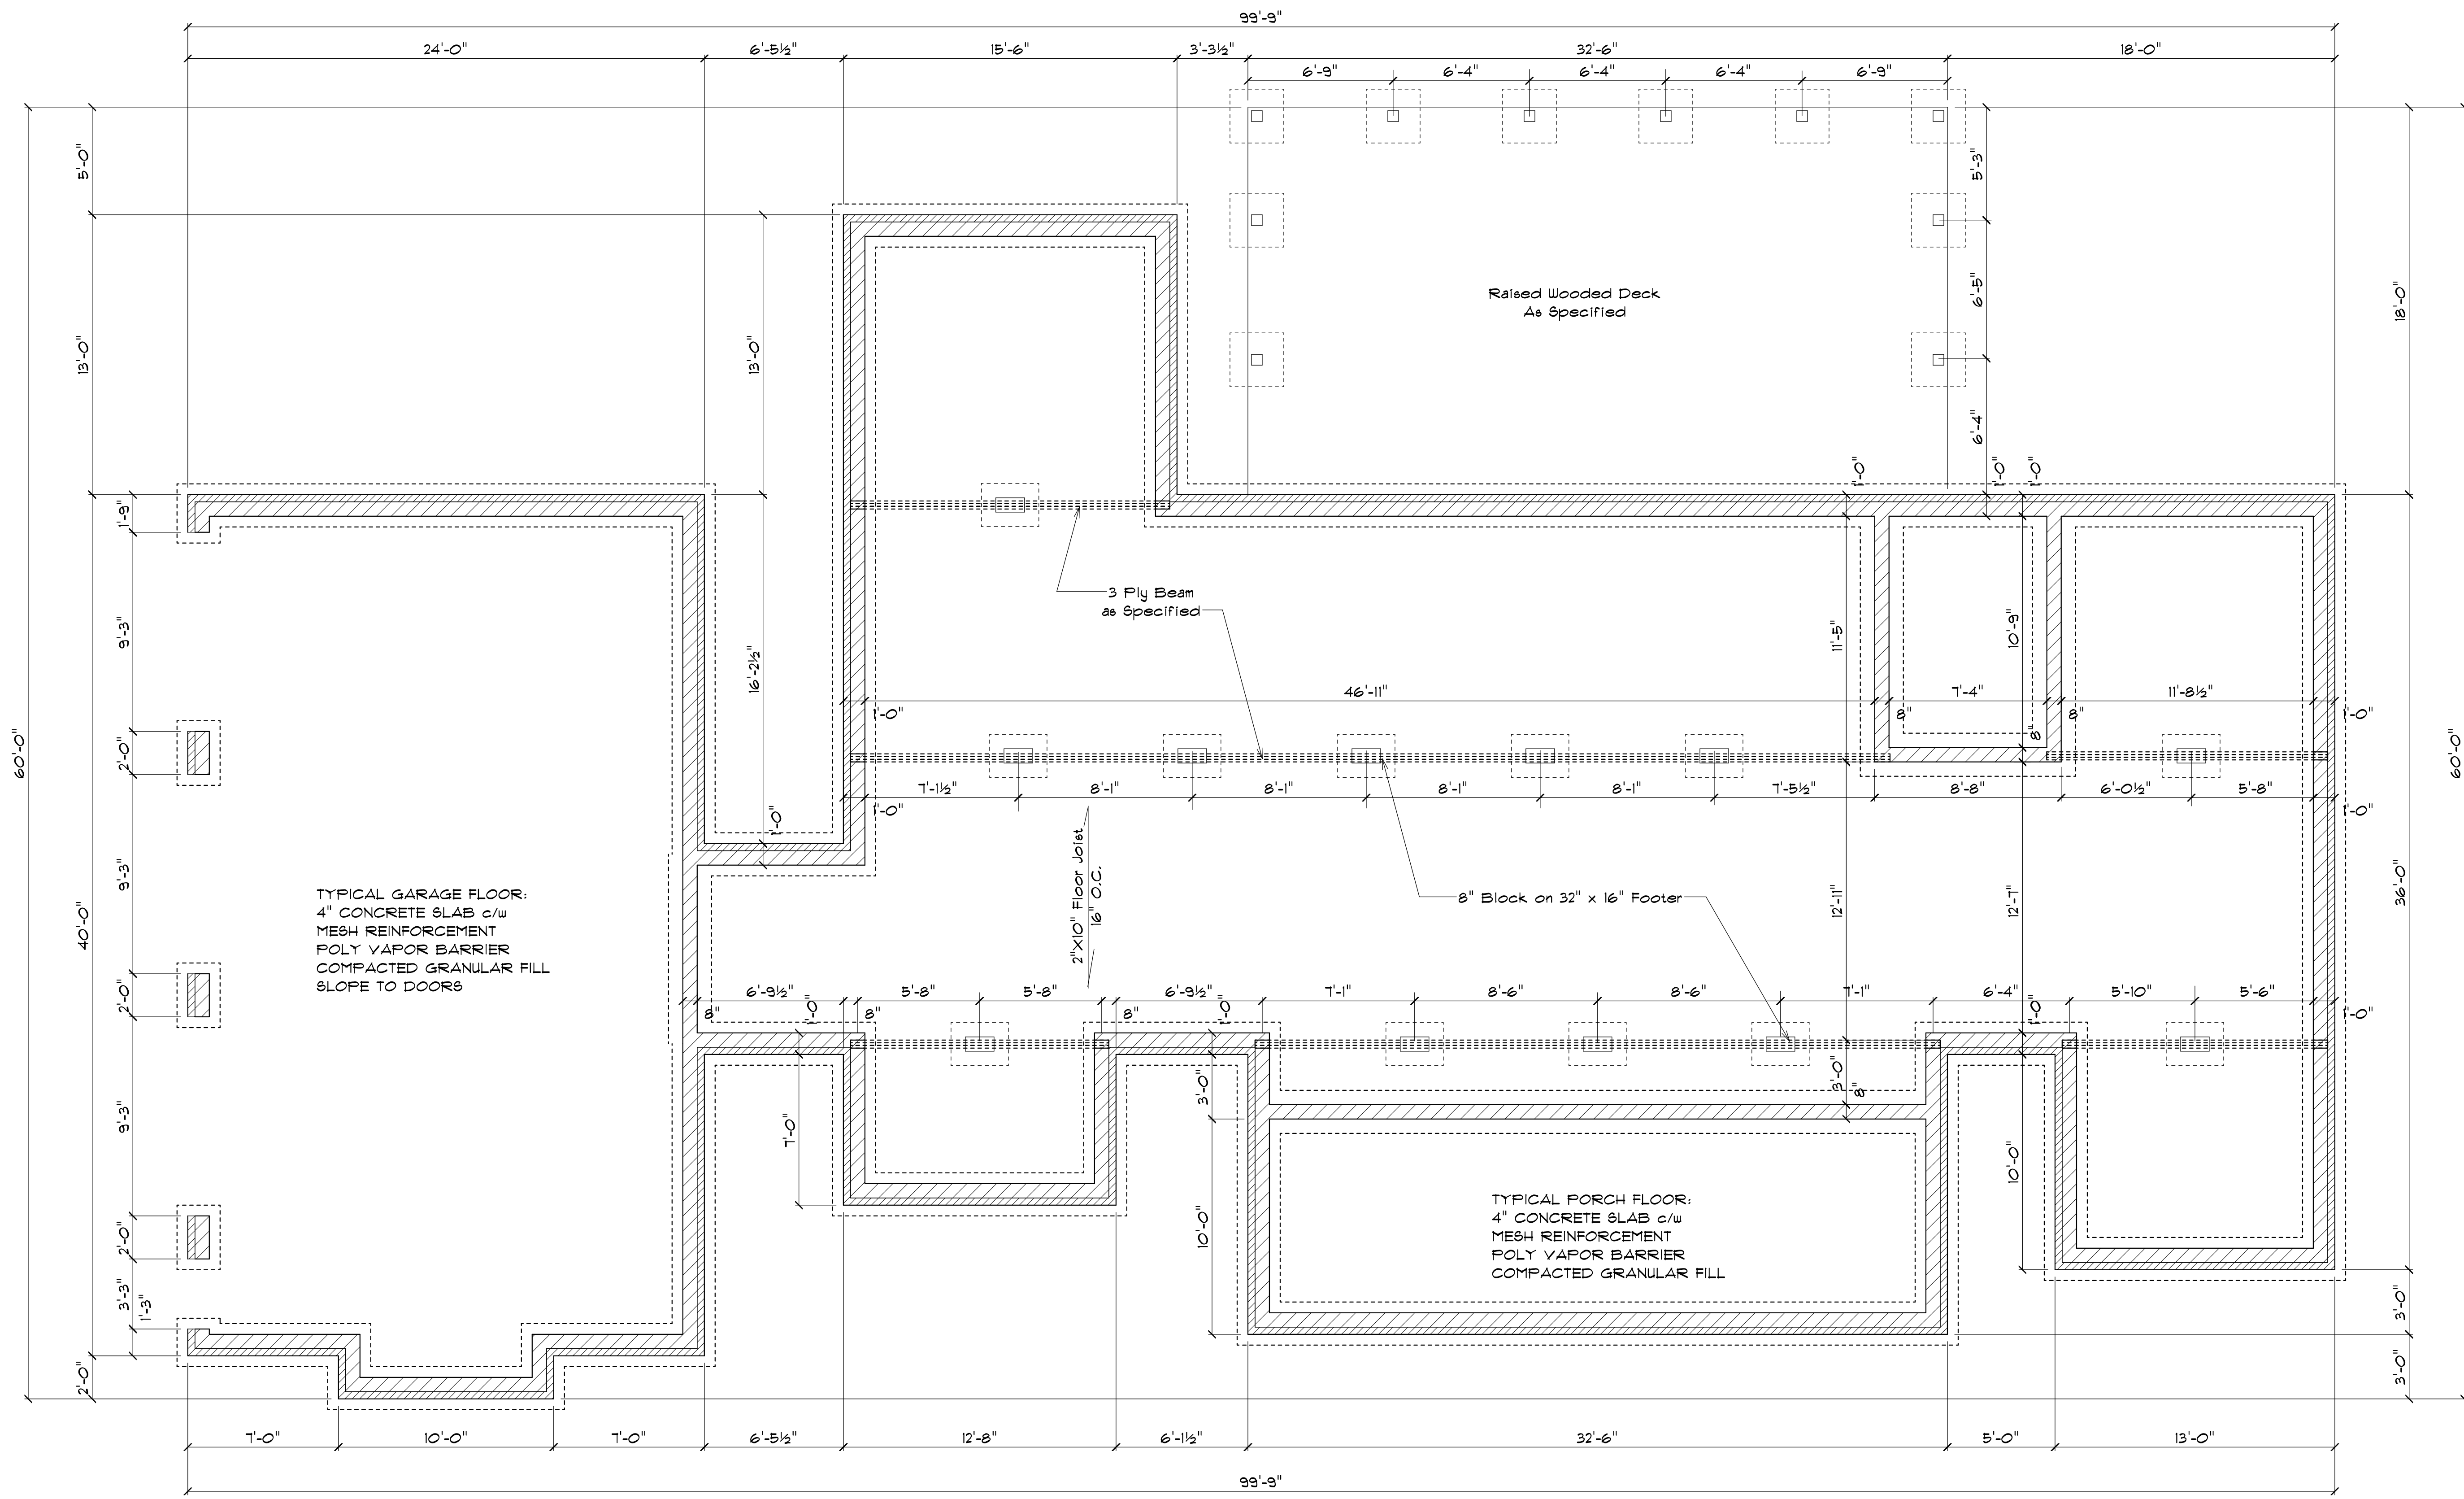 99'-9"
24'-0" 6'-5½" 15'-6" 3'-3½" 32'-6" 18'-0"
6'-9" 6'-4" 6'-4" 6'-4" 6'-9"
5'-0"
5'-3"
13'-0"
13'-0"
6'-5"
18'-0"
Raised Wooded Deck
As Specified
6'-4"
1'-0" 1'-0" 1'-0"
1'-9"
9'-3"
3 Ply Beam
as Specified
11'-5"
10'-9"
16'-2½"
46'-11" 7'-4" 11'-8½"
1'-0" 8" 8" 1'-0"
8"
60'-0"
2'-0"
60'-0"
7'-1½" 8'-1" 8'-1" 8'-1" 8'-1" 7'-5½" 8'-8" 6'-0½" 5'-8"
1'-0" 1'-0"
1'-0"
9'-3"
40'-0"
2"X10" Floor Joist
16" O.C.
8" Block on 32" x 16" Footer
12'-11"
12'-7"
36'-0"
TYPICAL GARAGE FLOOR:
4" CONCRETE SLAB c/w
MESH REINFORCEMENT
POLY VAPOR BARRIER
COMPACTED GRANULAR FILL
SLOPE TO DOORS
2'-0"
6'-9½" 5'-8" 5'-8" 6'-9½" 7'-1" 8'-6" 8'-6" 7'-1" 6'-4" 5'-10" 5'-6"
8" 1'-0" 8" 8" 1'-0" 1'-0" 1'-0"
9'-3"
7'-0"
3'-0"
3'-0"
8"
10'-0"
10'-0"
TYPICAL PORCH FLOOR:
4" CONCRETE SLAB c/w
MESH REINFORCEMENT
POLY VAPOR BARRIER
COMPACTED GRANULAR FILL
2'-0"
3'-3"
1'-3"
3'-0"
2'-0"
3'-0"
7'-0" 10'-0" 7'-0" 6'-5½" 12'-8" 6'-1½" 32'-6" 5'-0" 13'-0"
99'-9"